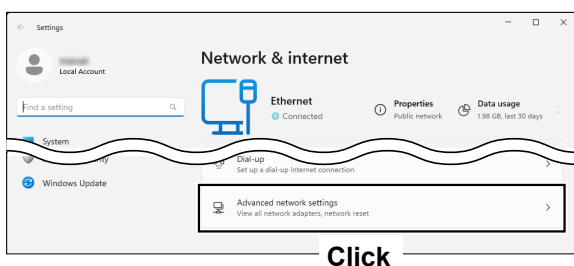 Settings
Local Account
Find a setting
System
Windows Update
Network & internet
Ethernet
Connected
Properties
Public network
Data usage
1.98 GB, last 30 days
Dial-up
Set up a dial-up internet connection
Advanced network settings
View all network adapters, network reset
Click